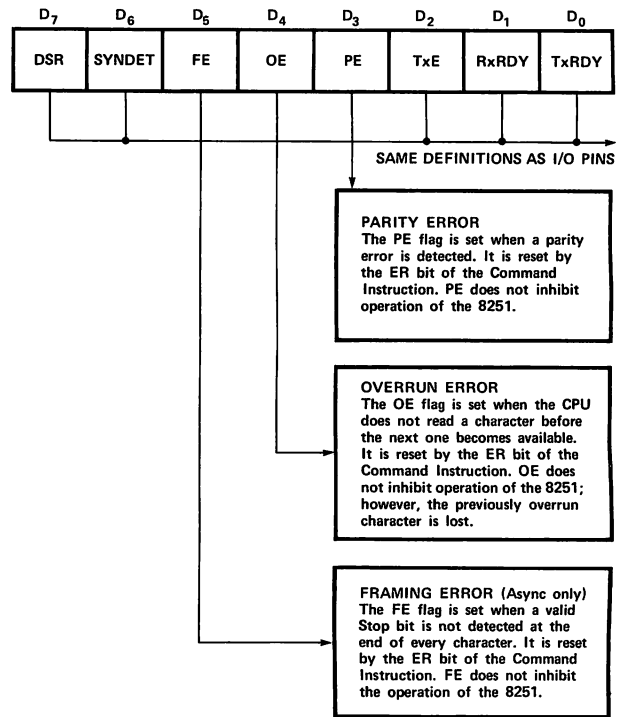 D7 D6 D5 D4 D3 D2 D1 D0
DSR SYNDET FE OE PE TxE RxRDY TxRDY
SAME DEFINITIONS AS I/O PINS
PARITY ERROR
The PE flag is set when a parity
error is detected. It is reset by
the ER bit of the Command
Instruction. PE does not inhibit
operation of the 8251.
OVERRUN ERROR
The OE flag is set when the CPU
does not read a character before
the next one becomes available.
It is reset by the ER bit of the
Command Instruction. OE does
not inhibit operation of the 8251;
however, the previously overrun
character is lost.
FRAMING ERROR (Async only)
The FE flag is set when a valid
Stop bit is not detected at the
end of every character. It is reset
by the ER bit of the Command
Instruction. FE does not inhibit
the operation of the 8251.